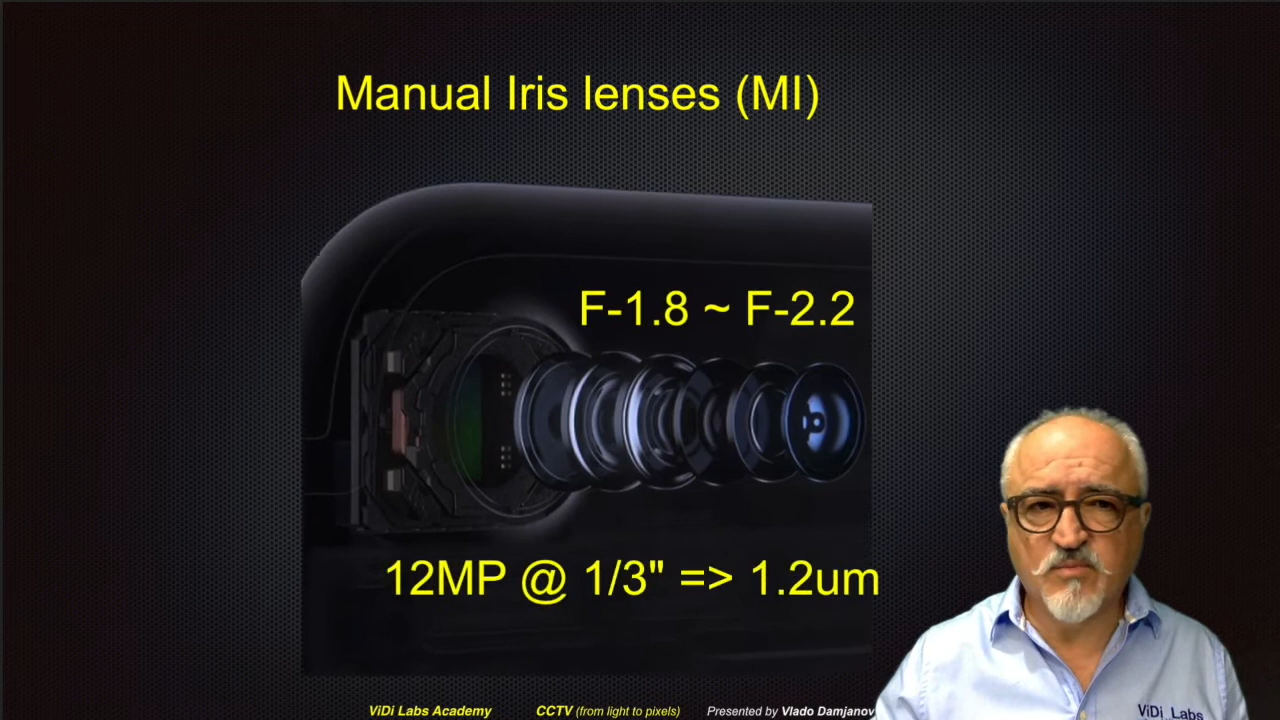 Manual Iris lenses (MI)
F-1.8 ~ F-2.2
12MP @ 1/3" => 1.2um
ViDi Labs Academy CCTV (from light to pixels) Presented by Vlado Damjanov
ViDi Labs